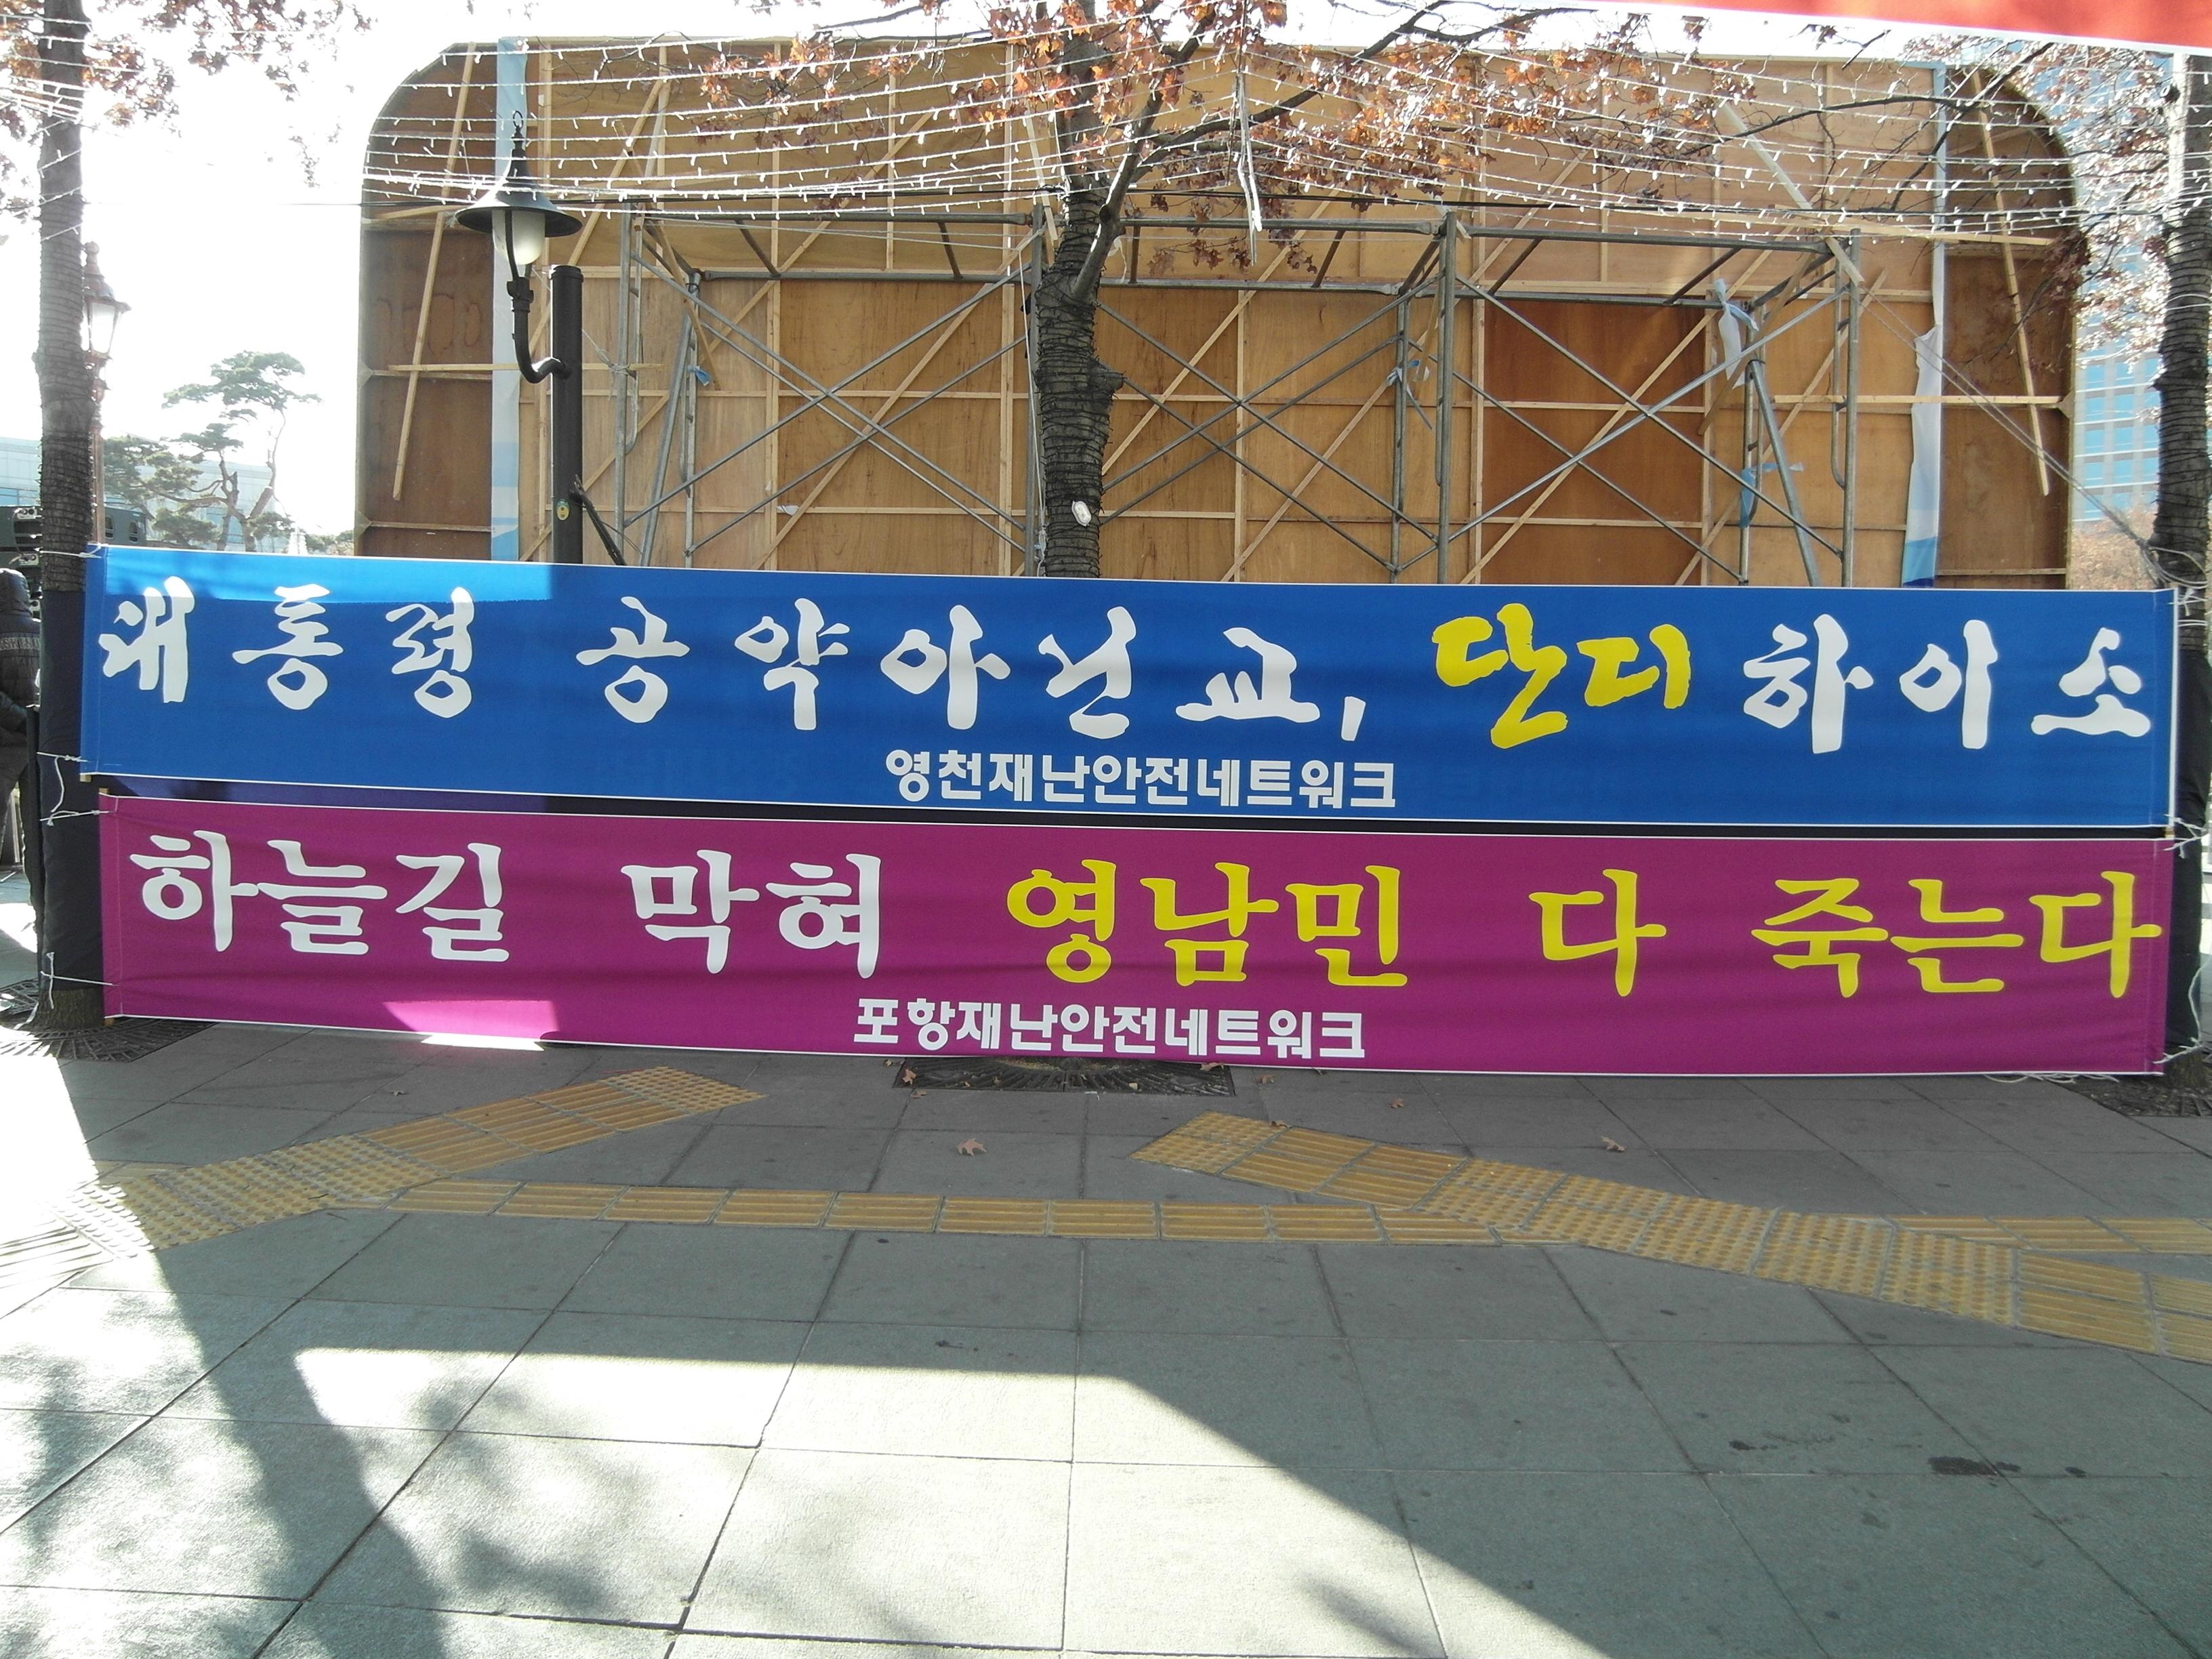 대통령 공약아닌교, 단디하이소
영천재난안전네트워크
하늘길 막혀 영남민 다 죽는다
포항재난안전네트워크